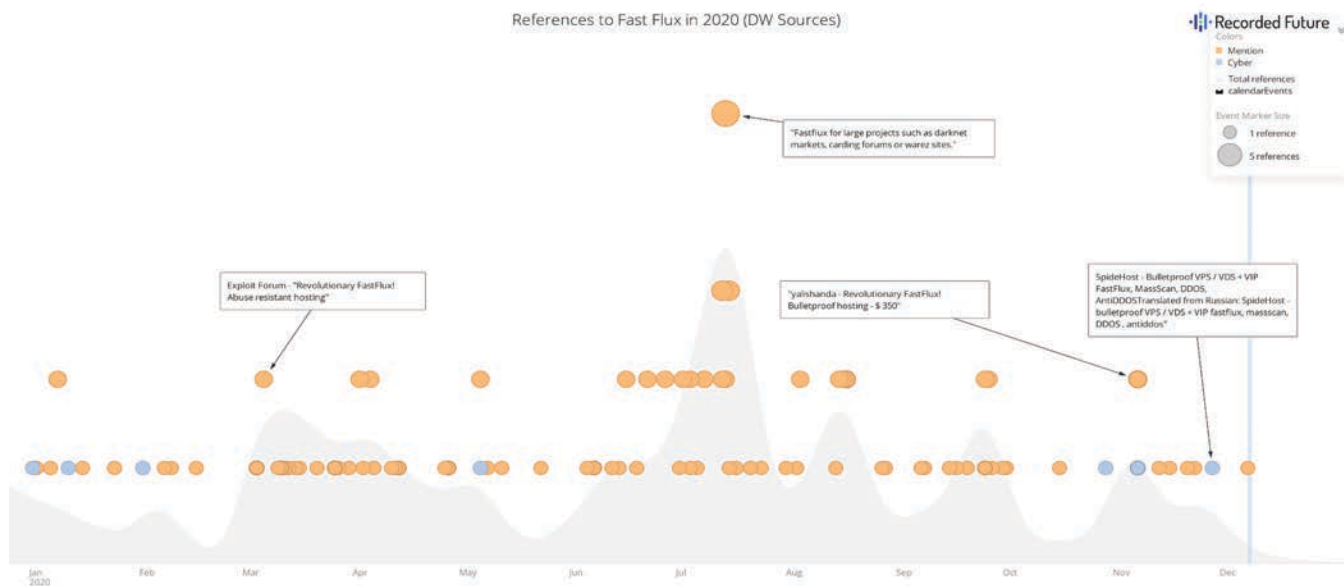 References to Fast Flux in 2020 (DW Sources)
Recorded Future
Colors
Mention
Cyber
Total references
calendarEvents
Event Marker Size
1 reference
5 references
"Fastflux for large projects such as darknet
markets, carding forums or warez sites."
Exploit Forum - "Revolutionary FastFlux!
Abuse resistant hosting"
"yalishanda - Revolutionary FastFlux!
Bulletproof hosting - $ 350"
SpideHost - Bulletproof VPS / VDS + VIP
FastFlux, MassScan, DDOS,
AntiDDOSTranslated from Russian: SpideHost -
bulletproof VPS / VDS + VIP fastflux, massscan,
DDOS , antiddos"
Jan Feb Mar Apr May Jun Jul Aug Sep Oct Nov Dec
2020